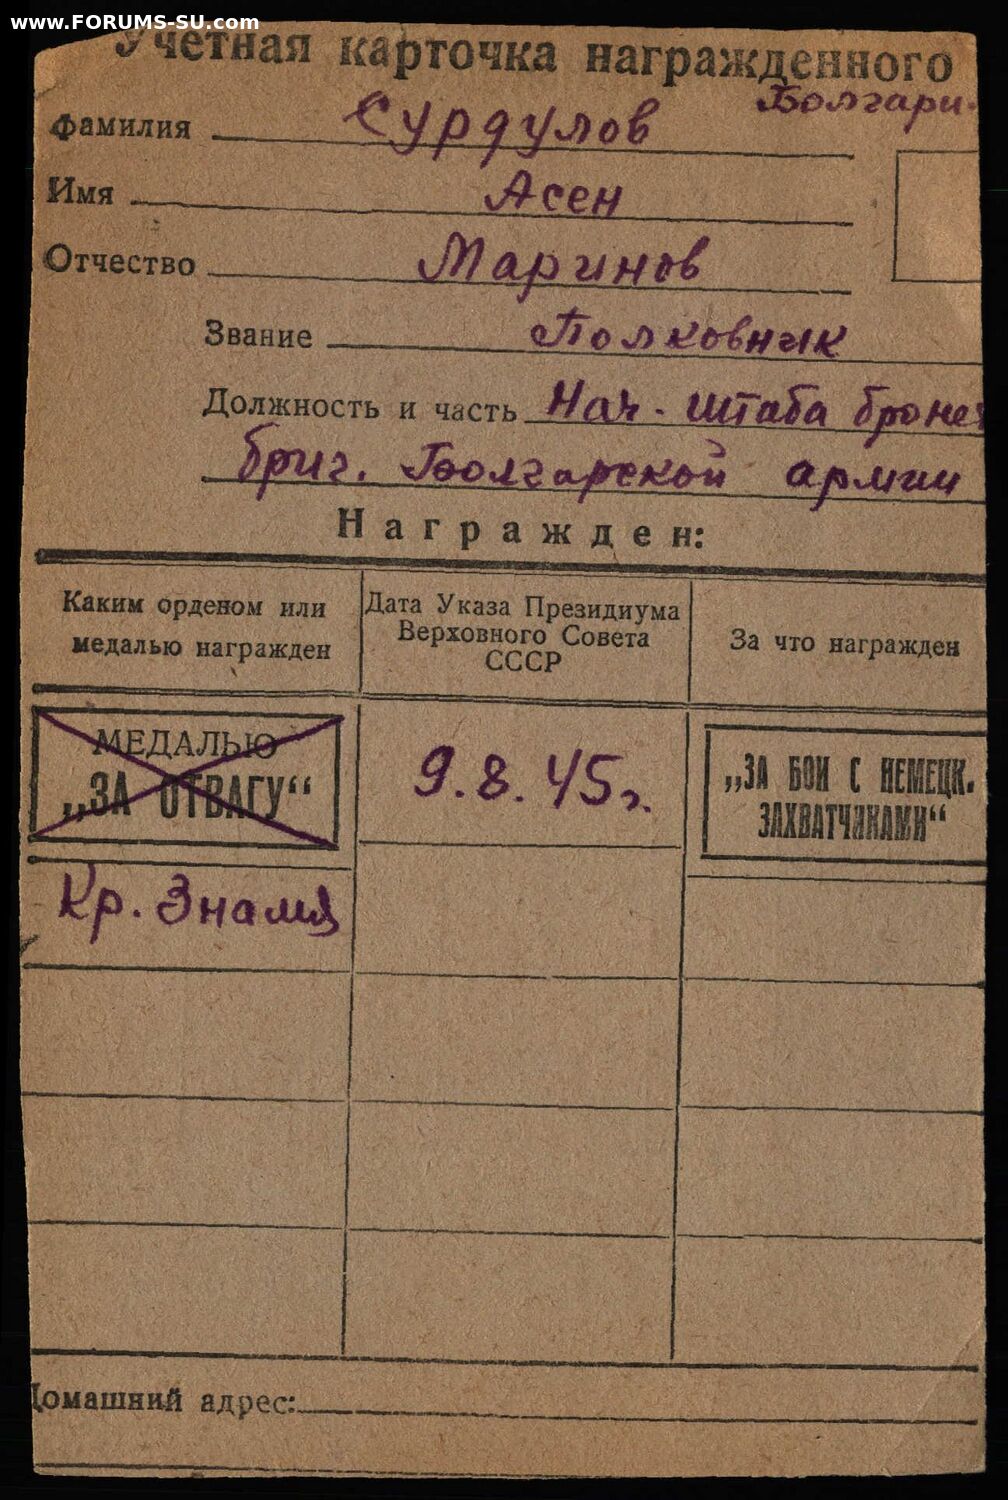 www.FORUMS-SU.com
Учетная карточка награжденного
Болгари-
Фамилия Сурдулов
Имя Асен
Отчество Маринов
Звание Полковник
Должность и часть Нач. штаба броне
бриг. Болгарской армии
Награжден:
Каким орденом или
медалью награжден
Дата Указа Президиума
Верховного Совета
СССР
За что награжден
МЕДАЛЬЮ
„ЗА ОТВАГУ“
9.8.45г.
„ЗА БОИ С НЕМЕЦК.
ЗАХВАТЧИКАМИ“
Кр. Знамя
Домашний адрес: